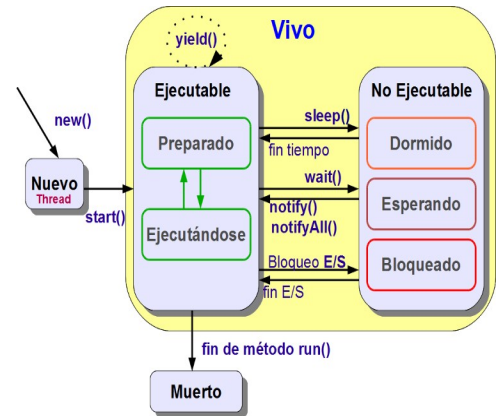 yield()
Vivo
Ejecutable
No Ejecutable
new()
sleep()
Preparado
Dormido
fin tiempo
Nuevo
Thread
wait()
start()
notify()
Esperando
notifyAll()
Ejecutándose
Bloqueo E/S
Bloqueado
fin E/S
fin de método run()
Muerto